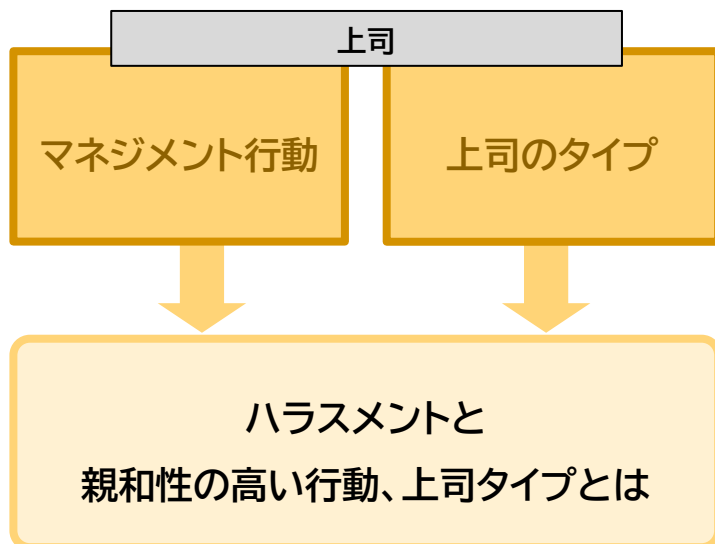 上司
マネジメント行動
上司のタイプ
ハラスメントと
親和性の高い行動、上司タイプとは